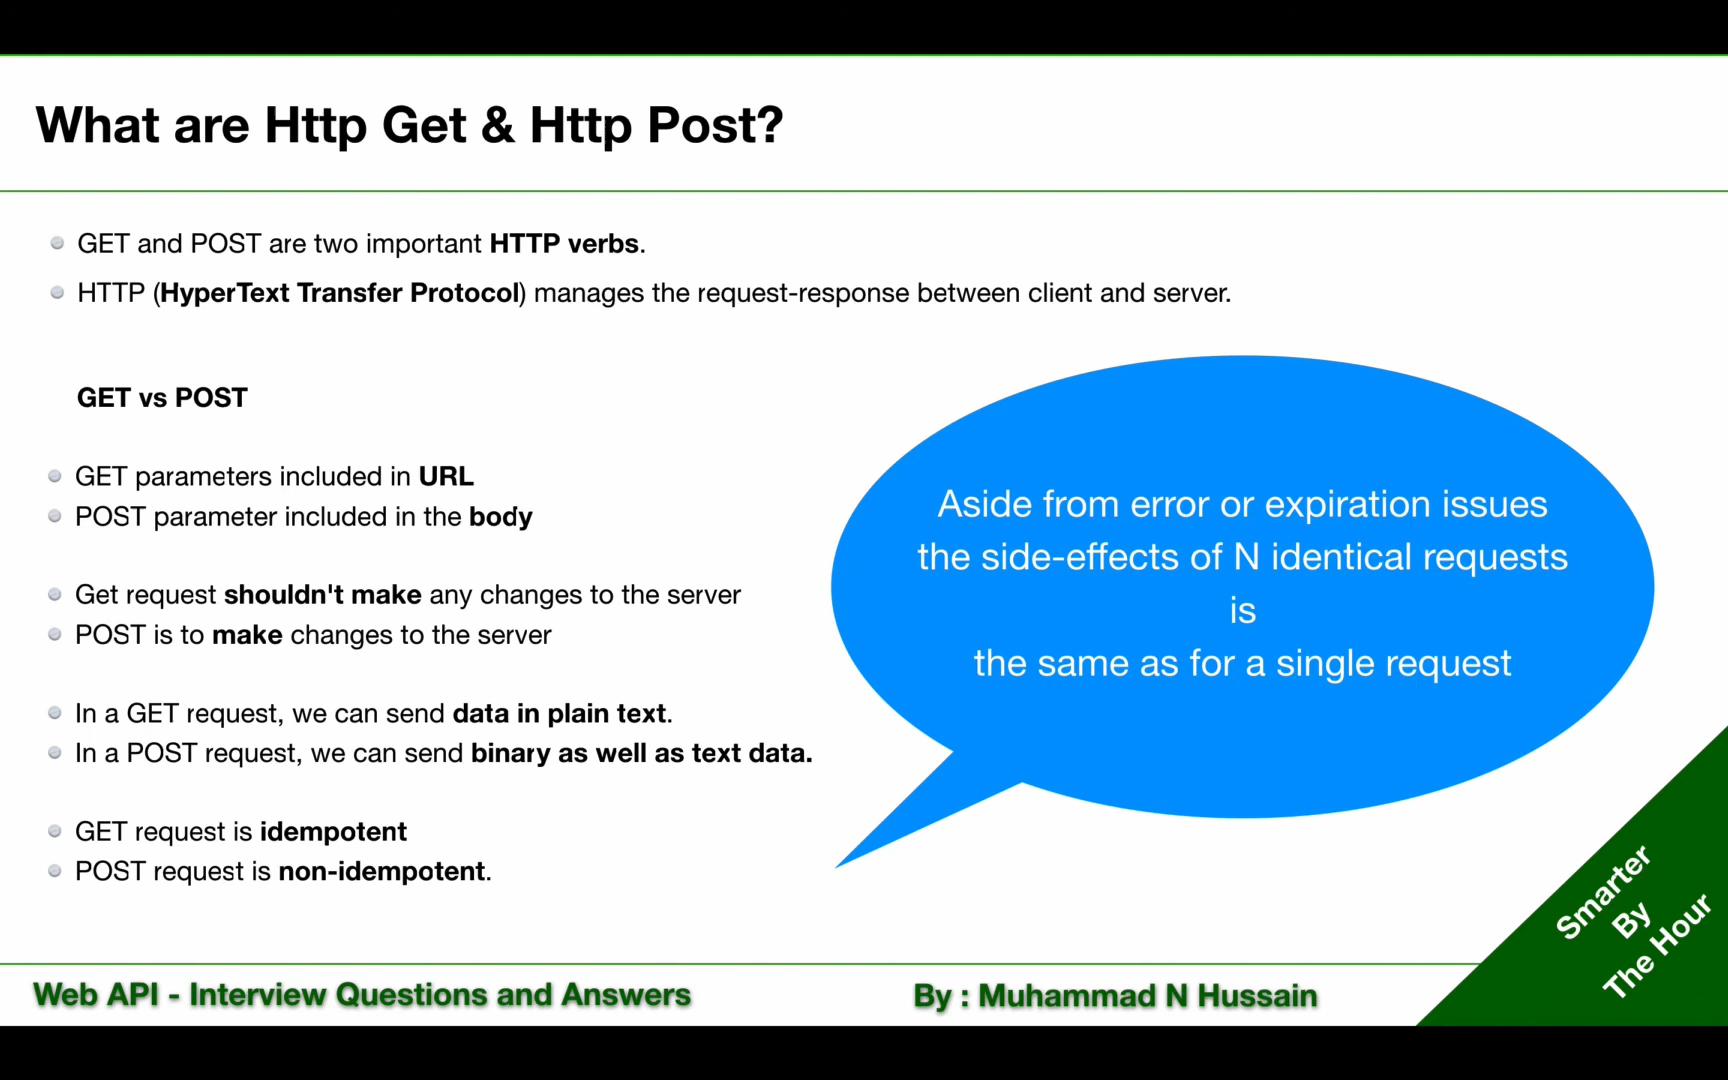 What are Http Get & Http Post?
GET and POST are two important HTTP verbs.
HTTP (HyperText Transfer Protocol) manages the request-response between client and server.
GET vs POST
GET parameters included in URL
POST parameter included in the body
Get request shouldn't make any changes to the server
POST is to make changes to the server
In a GET request, we can send data in plain text.
In a POST request, we can send binary as well as text data.
GET request is idempotent
POST request is non-idempotent.
Aside from error or expiration issues
the side-effects of N identical requests
is
the same as for a single request
Smarter
By
The Hour
Web API - Interview Questions and Answers
By : Muhammad N Hussain